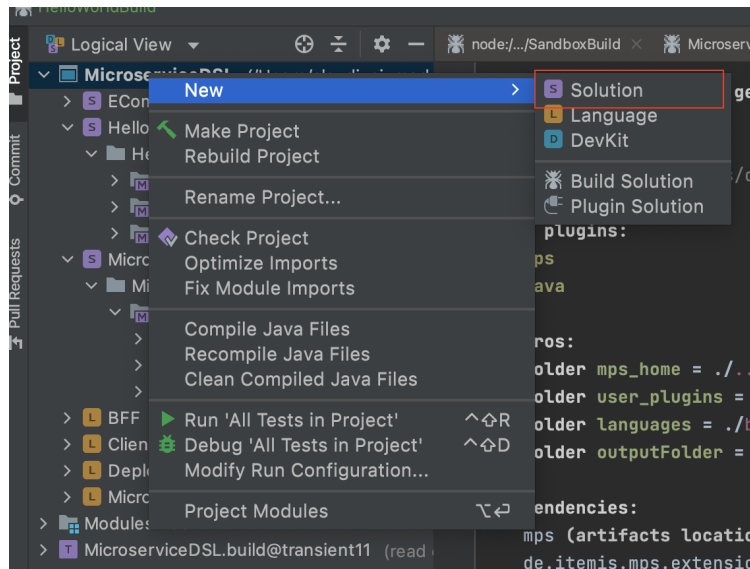 HelloWorldBuild
Project
Commit
Pull Requests
Logical View
node:/.../SandboxBuild
Microserv
MicroserviceDSL
New
Solution
Language
DevKit
Build Solution
Plugin Solution
ECom
Hello
He
Micro
Mi
BFF
Clien
Deplo
Micro
Modules
MicroserviceDSL.build@transient11 (read o
Make Project
Rebuild Project
Rename Project...
Check Project
Optimize Imports
Fix Module Imports
Compile Java Files
Recompile Java Files
Clean Compiled Java Files
Run 'All Tests in Project' ^⇧R
Debug 'All Tests in Project' ^⇧D
Modify Run Configuration...
Project Modules ⌥↩
ge
plugins:
ps
ava
ros:
older mps_home = ./..
older user_plugins =
older languages = ./b
older outputFolder =
endencies:
mps (artifacts locatio
de.itemis.mps.extensio